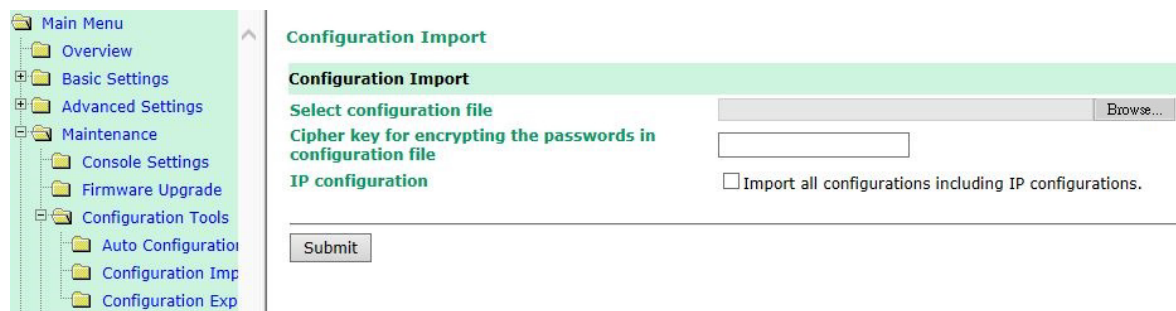 Main Menu
Overview
Basic Settings
Advanced Settings
Maintenance
Console Settings
Firmware Upgrade
Configuration Tools
Auto Configuration
Configuration Imp
Configuration Exp
Configuration Import
Configuration Import
Select configuration file
Browse...
Cipher key for encrypting the passwords in
configuration file
IP configuration
Import all configurations including IP configurations.
Submit